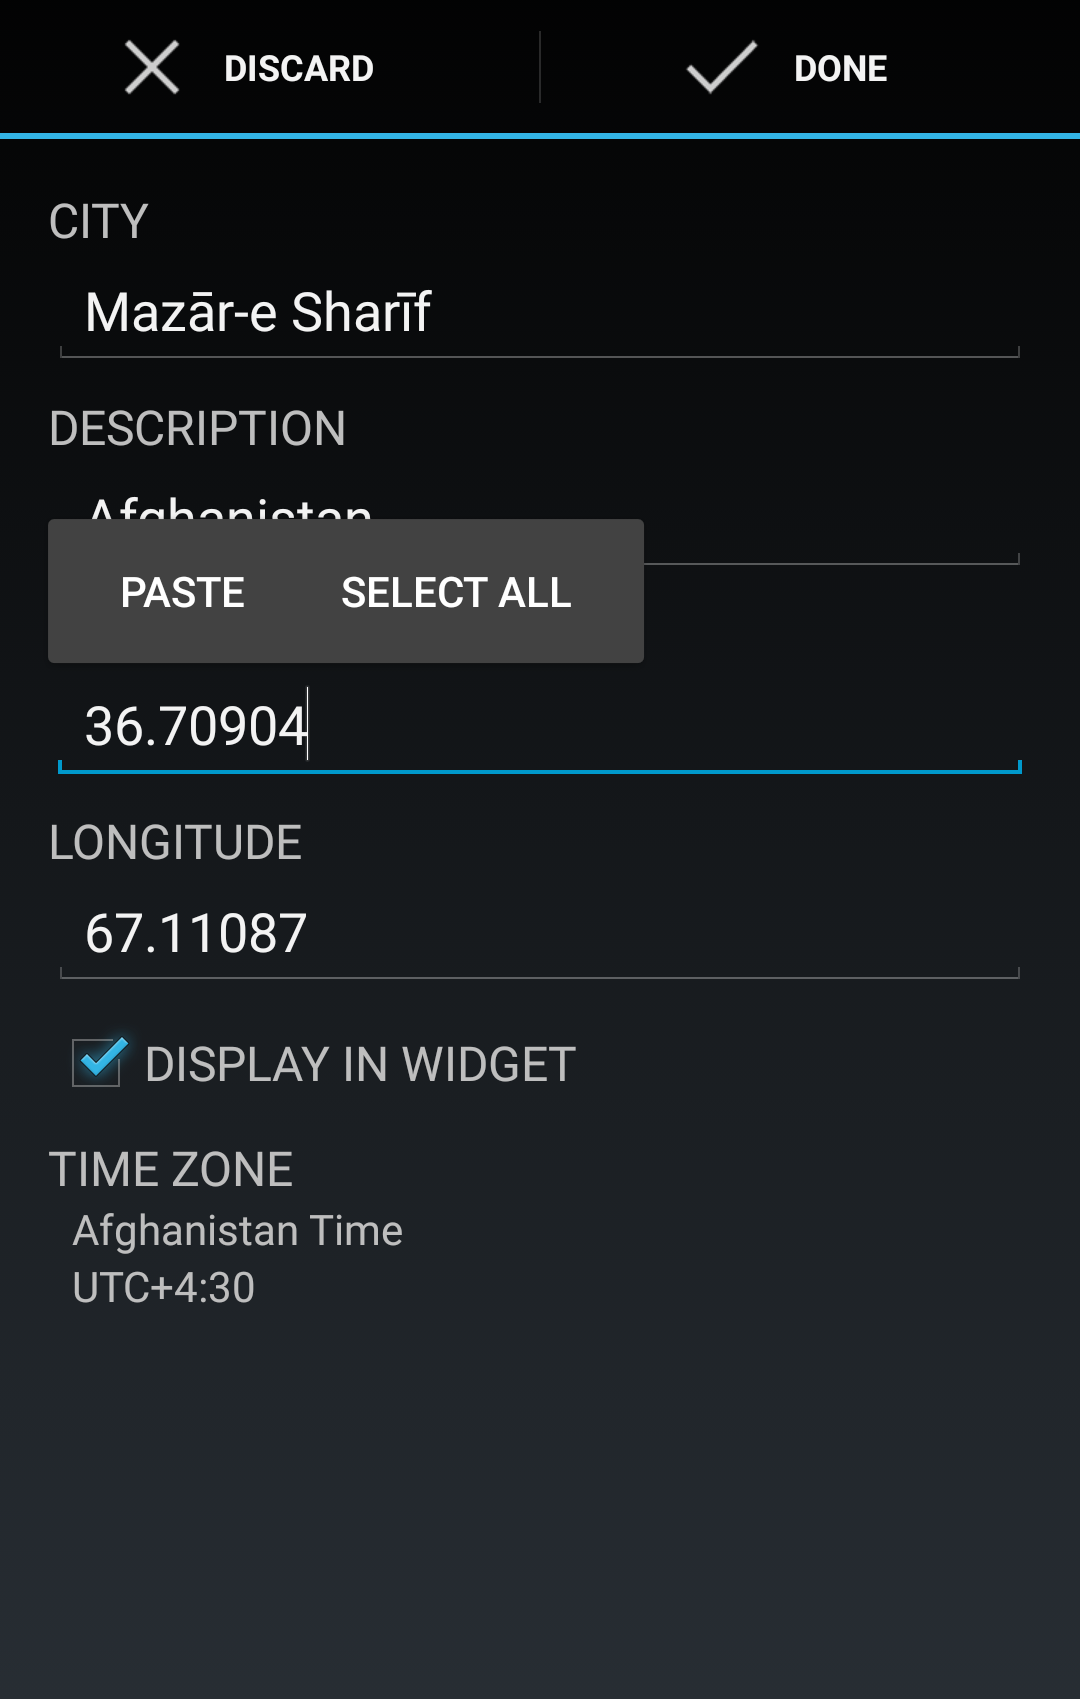 DISCARD
DONE
CITY
Mazār-e Sharīf
DESCRIPTION
Afghanistan
PASTE
SELECT ALL
36.70904
LONGITUDE
67.11087
DISPLAY IN WIDGET
TIME ZONE
Afghanistan Time
UTC+4:30